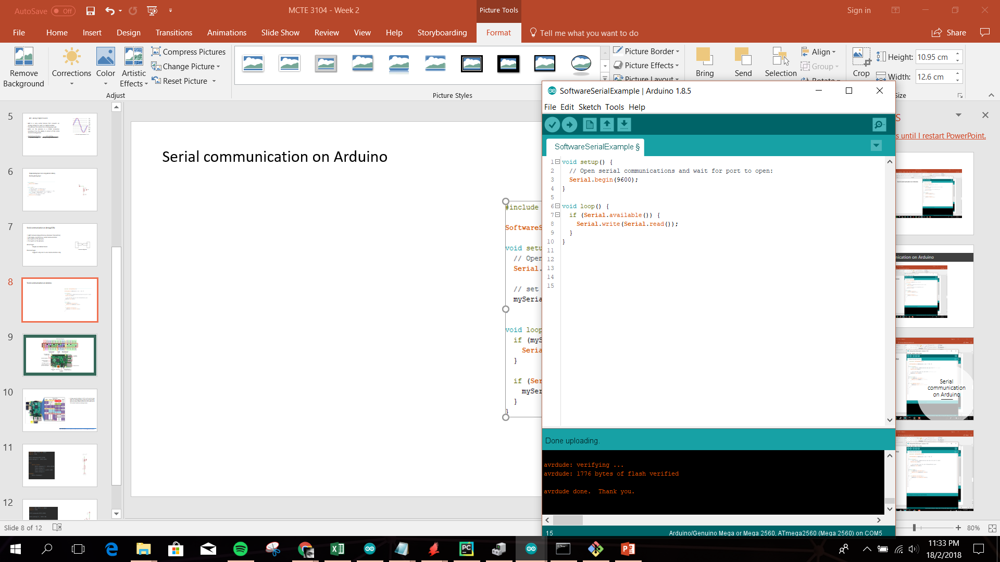 AutoSave Off
MCTE 3104 - Week 2
Picture Tools
Sign in
File Home Insert Design Transitions Animations Slide Show Review View Help Storyboarding Format Tell me what you want to do
Share
Remove Background
Corrections
Color
Artistic Effects
Compress Pictures
Change Picture
Reset Picture
Adjust
Picture Styles
Picture Border
Picture Effects
Picture Layout
Bring
Send
Selection
Align
Group
Rotate
Crop
Height: 10.95 cm
Width: 12.6 cm
Size
5
6
7
8
9
10
11
12
Serial communication on Arduino
#include
SoftwareS
void setu
// Open
Serial.
// set
mySeria
void loop
if (myS
Seria
}
if (Ser
mySer
}
}
SoftwareSerialExample | Arduino 1.8.5
File Edit Sketch Tools Help
SoftwareSerialExample §
1 void setup() {
2 // Open serial communications and wait for port to open:
3 Serial.begin(9600);
4 }
5
6 void loop() {
7 if (Serial.available()) {
8 Serial.write(Serial.read());
9 }
10 }
11
12
13
14
15
Done uploading.
avrdude: verifying ...
avrdude: 1776 bytes of flash verified
avrdude done.  Thank you.
15
Arduino/Genuino Mega or Mega 2560, ATmega2560 (Mega 2560) on COM5
S
s until I restart PowerPoint.
nication on Arduino
Serial
communication
on Arduino
Slide 8 of 12
80%
11:33 PM
18/2/2018